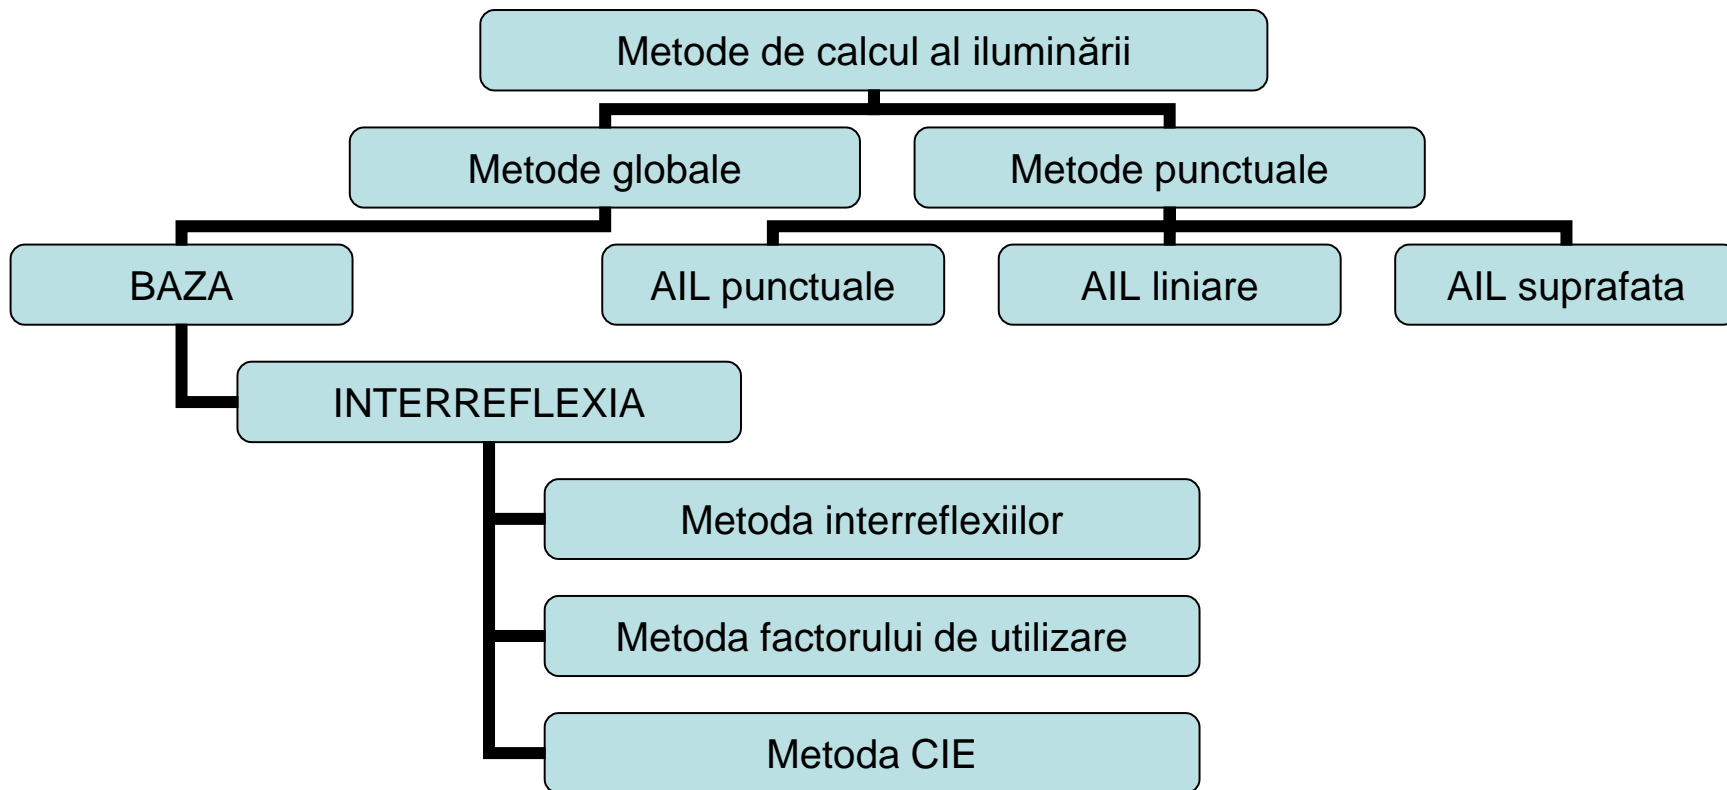 Metode de calcul al iluminării
Metode globale
Metode punctuale
BAZA
AIL punctuale
AIL liniare
AIL suprafata
INTERREFLEXIA
Metoda interreflexiilor
Metoda factorului de utilizare
Metoda CIE